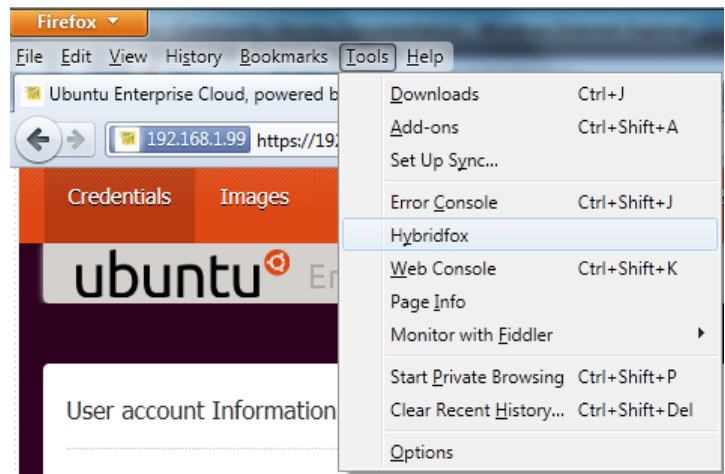 Firefox
File Edit View History Bookmarks Tools Help
Ubuntu Enterprise Cloud, powered b
192.168.1.99 https://192
Credentials Images
ubuntu En
User account Information
Downloads Ctrl+J
Add-ons Ctrl+Shift+A
Set Up Sync...
Error Console Ctrl+Shift+J
Hybridfox
Web Console Ctrl+Shift+K
Page Info
Monitor with Fiddler
Start Private Browsing Ctrl+Shift+P
Clear Recent History... Ctrl+Shift+Del
Options